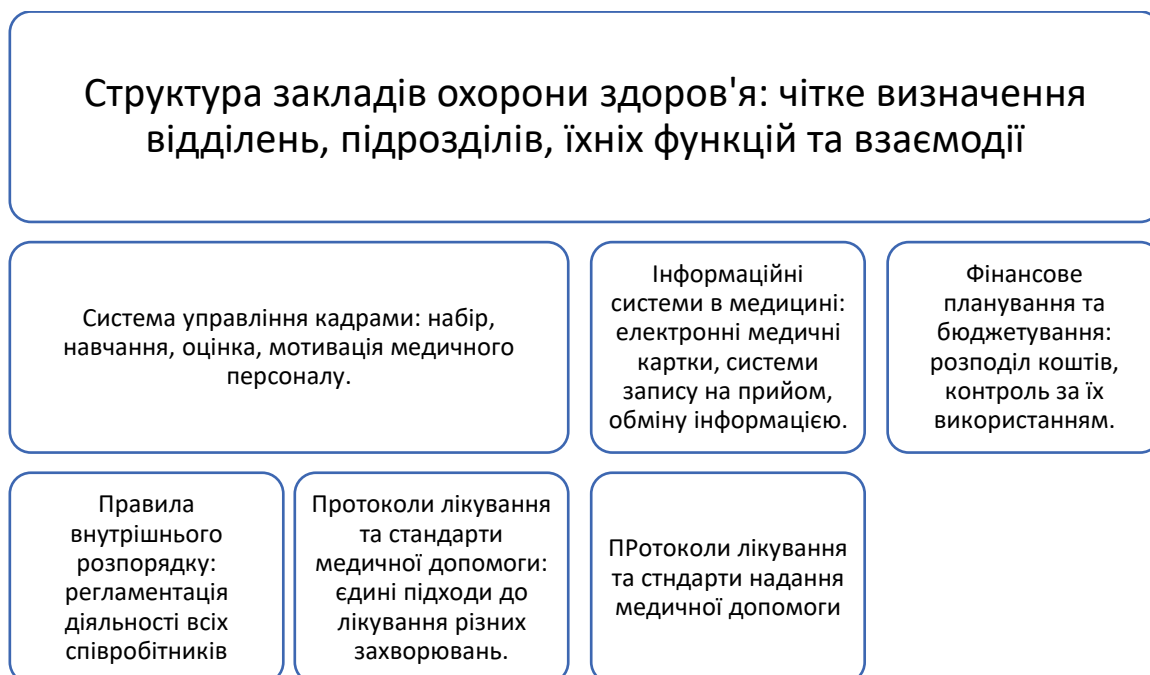 Структура закладів охорони здоров'я: чітке визначення
відділень, підрозділів, їхніх функцій та взаємодії
Система управління кадрами: набір,
навчання, оцінка, мотивація медичного
персоналу.
Інформаційні
системи в медицині:
електронні медичні
картки, системи
запису на прийом,
обміну інформацією.
Фінансове
планування та
бюджетування:
розподіл коштів,
контроль за їх
використанням.
Правила
внутрішнього
розпорядку:
регламентація
діяльності всіх
співробітників
Протоколи лікування
та стандарти
медичної допомоги:
єдині підходи до
лікування різних
захворювань.
ПРотоколи лікування
та стндарти надання
медичної допомоги